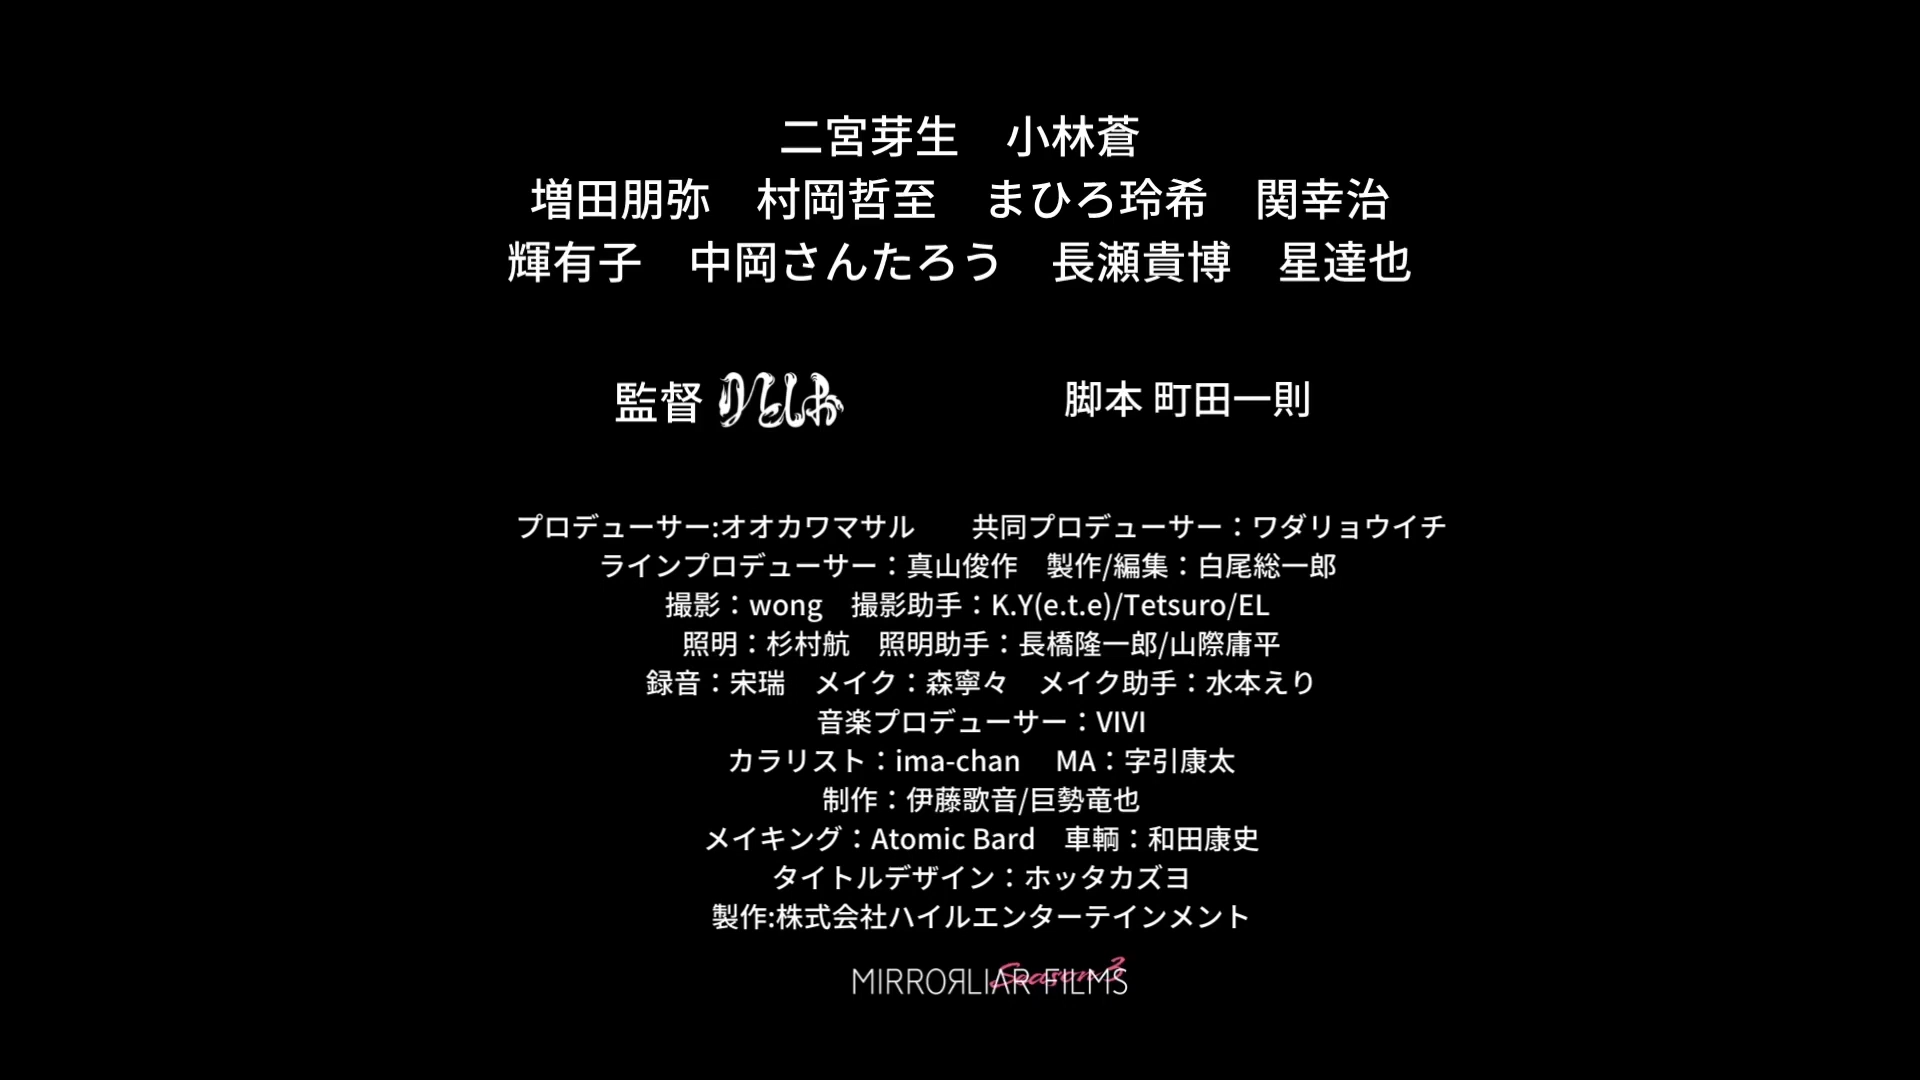 二宮芽生　小林蒼
増田朋弥　村岡哲至　まひろ玲希　関幸治
輝有子　中岡さんたろう　長瀬貴博　星達也
監督
脚本 町田一則
プロデューサー:オオカワマサル　　共同プロデューサー：ワダリョウイチ
ラインプロデューサー：真山俊作　製作/編集：白尾総一郎
撮影：wong　撮影助手：K.Y(e.t.e)/Tetsuro/EL
照明：杉村航　照明助手：長橋隆一郎/山際庸平
録音：宋瑞　メイク：森寧々　メイク助手：水本えり
音楽プロデューサー：VIVI
カラリスト：ima-chan　MA：字引康太
制作：伊藤歌音/巨勢竜也
メイキング：Atomic Bard　車輌：和田康史
タイトルデザイン：ホッタカズヨ
製作:株式会社ハイルエンターテインメント
MIRRORLIAR FILMS Season3